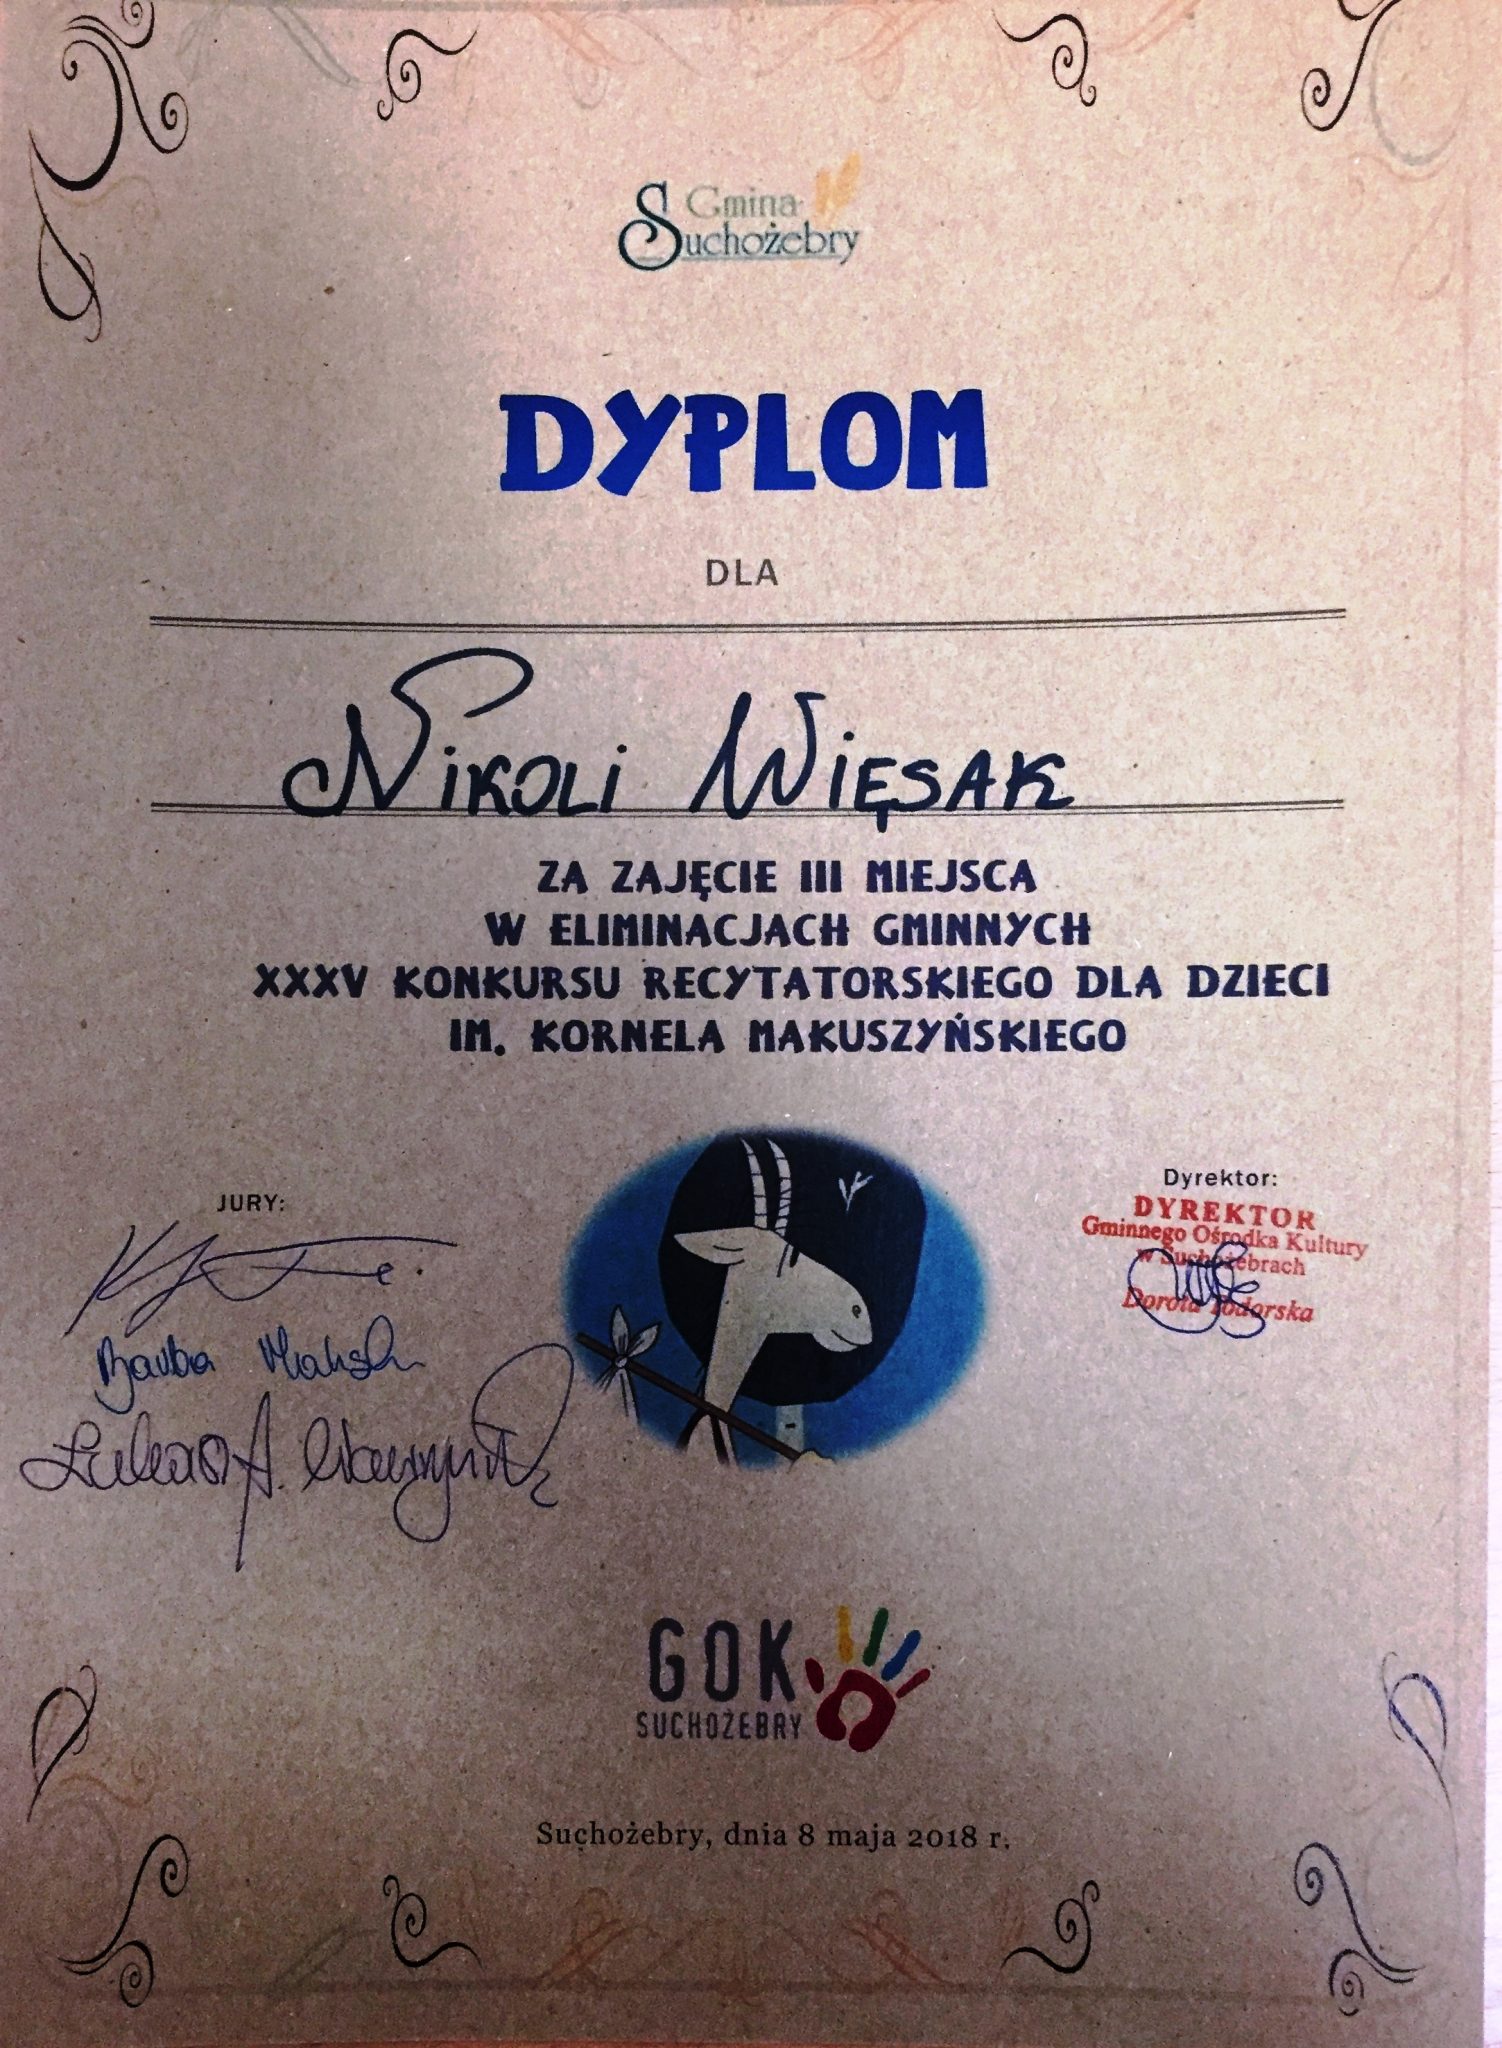 Gmina
Suchożebry
DYPLOM
DLA
Nikoli Więsak
ZA ZAJĘCIE III MIEJSCA
W ELIMINACJACH GMINNYCH
XXXV KONKURSU RECYTATORSKIEGO DLA DZIECI
IM. KORNELA MAKUSZYŃSKIEGO
JURY:
Dyrektor:
DYREKTOR
Gminnego Ośrodka Kultury
w Suchożebrach
Dorota Todorska
GOK
SUCHOŻEBRY
Suchożebry, dnia 8 maja 2018 r.